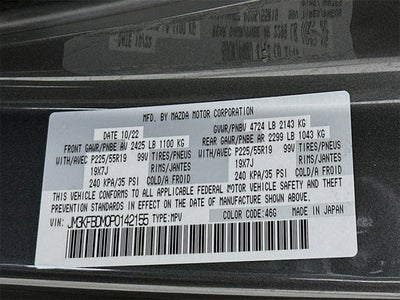 MFD. BY MAZDA MOTOR CORPORATION
DATE: 10/22 GVWR/PNBV 4724 LB 2143 KG
FRONT GAWR/PNBE AV 2425 LB 1100 KG REAR GAWR/PNBE AR 2299 LB 1043 KG
WITH/AVEC P225/55R19 99V TIRES/PNEUS WITH/AVEC P225/55R19 99V TIRES/PNEUS
19X7J RIMS/JANTES 19X7J RIMS/JANTES
240 KPA/35 PSI COLD/A FROID 240 KPA/35 PSI COLD/A FROID
THIS VEHICLE CONFORMS TO ALL APPLICABLE FEDERAL MOTOR VEHICLE SAFETY
AND THEFT PREVENTION STANDARDS IN EFFECT ON THE DATE OF MANUFACTURE SHOWN ABOVE.
VIN: JM3KFBDM0P0142155 TYPE:MPV COLOR CODE:46G MADE IN JAPAN